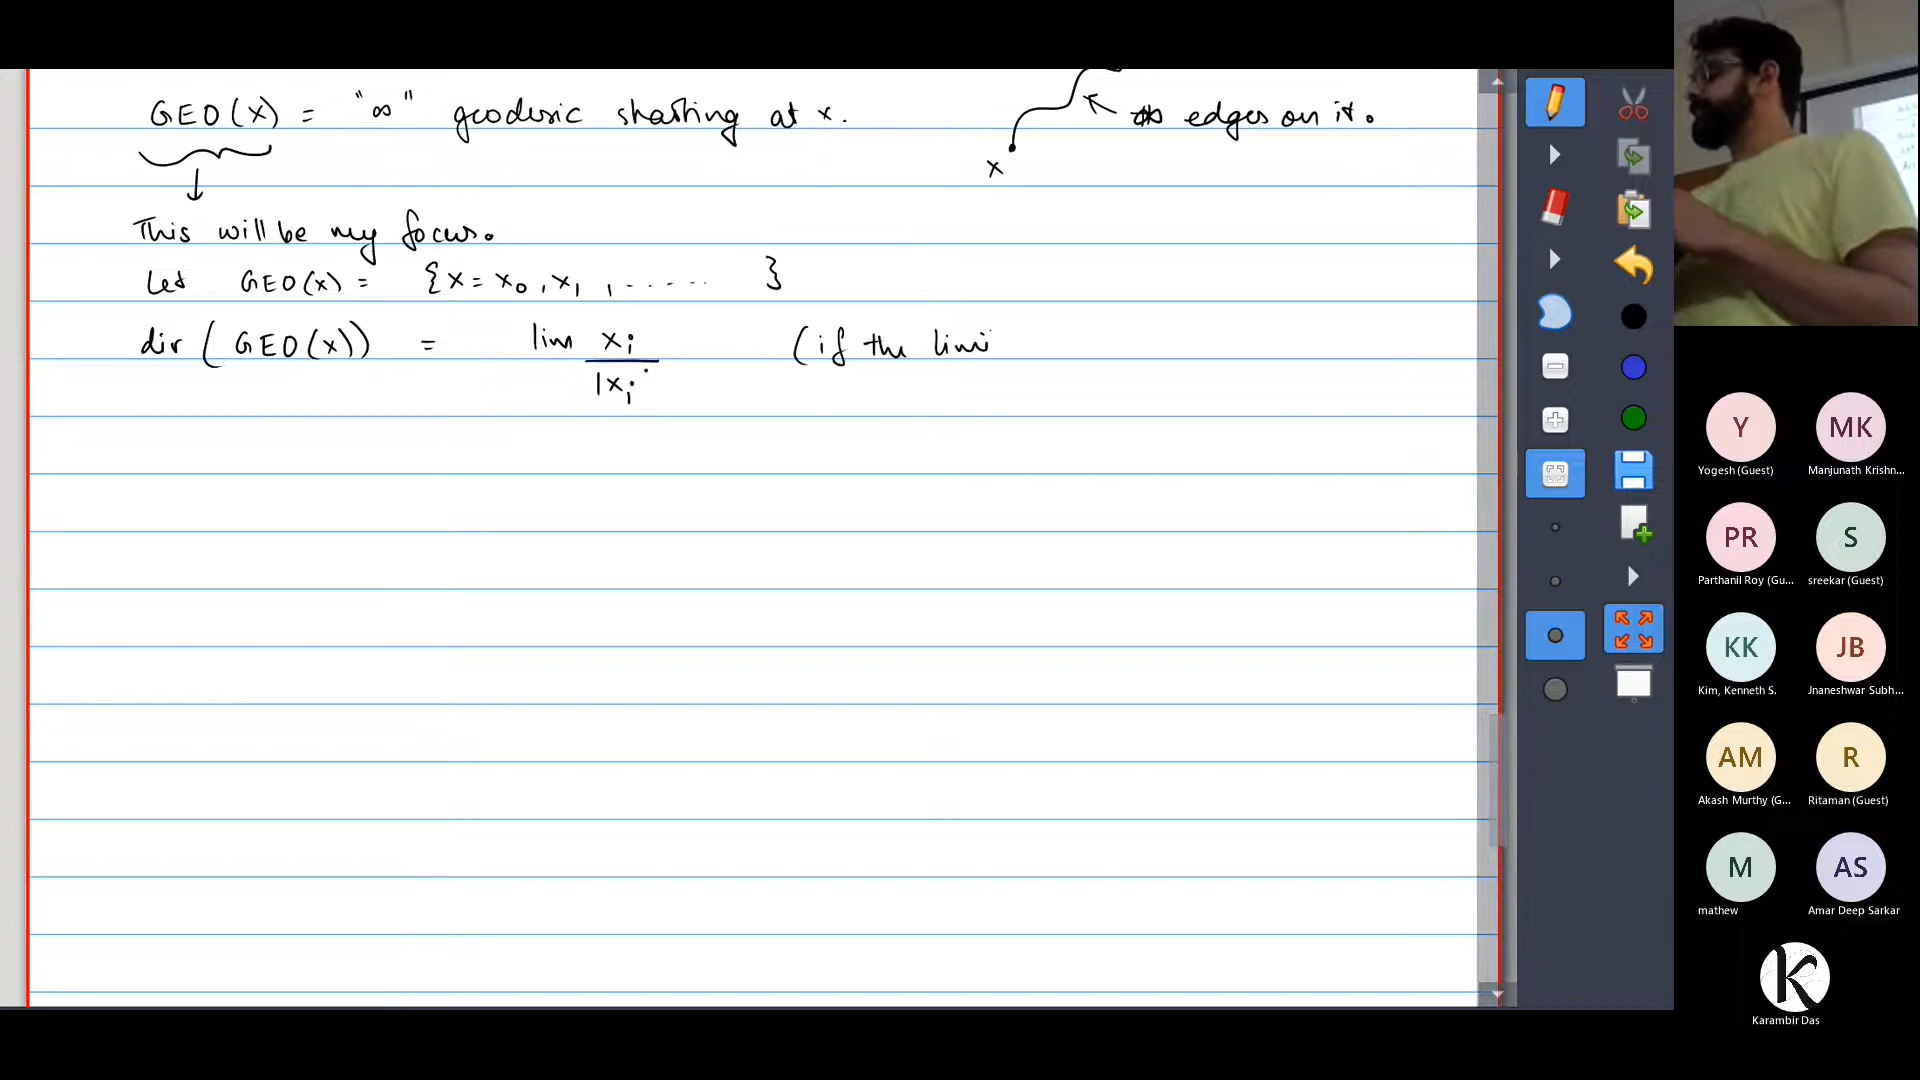 GEO(x) = "∞" geodesic starting at x.
∞ edges on it.
x
This will be my focus.
Let GEO(x) = {x = x₀, x₁, ...... }
dir(GEO(x)) = lim xᵢ / |xᵢ (if the limi
Y
Yogesh (Guest)
MK
Manjunath Krishn...
PR
Parthanil Roy (Gu...
S
sreekar (Guest)
KK
Kim, Kenneth S.
JB
Jnaneshwar Subh...
AM
Akash Murthy (G...
R
Ritaman (Guest)
M
mathew
AS
Amar Deep Sarkar
K
Karambir Das